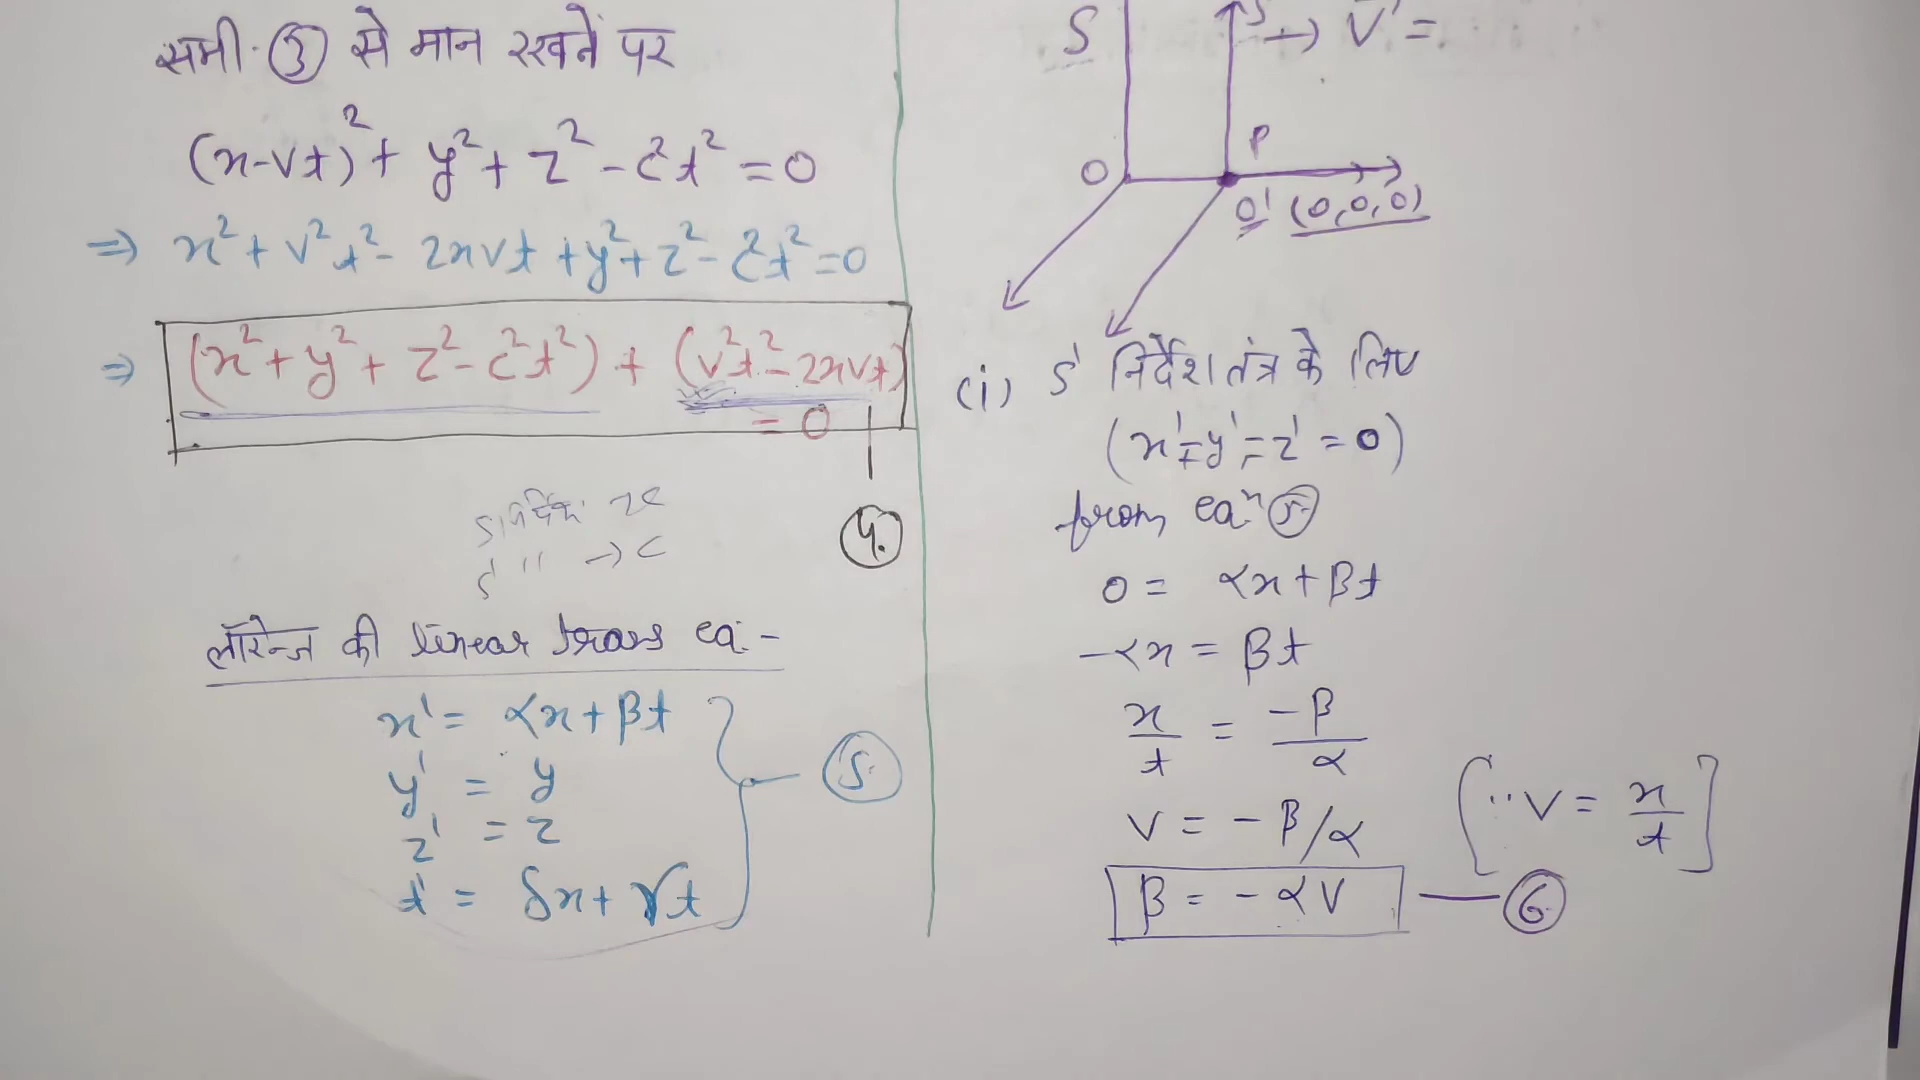 समी. ③ से मान रखनें पर
(x-vt)² + y² + z² - c²t² = 0
⇒ x² + v²t² - 2xvt + y² + z² - c²t² = 0
⇒ (x² + y² + z² - c²t²) + (v²t² - 2xvt)
= 0
④.
S' '' → c
लॉरेन्ज की linear trans eq. -
x' = αx + βt
y' = y
z' = z
t' = δx + γt
⑤.
S
S' → V =
P
O
O' (0,0,0)
(i) S' निर्देश तंत्र के लिए
(x' = y' = z' = 0)
from eqⁿ ⑤
0 = αx + βt
-αx = βt
x/t = -β/α
v = - β/α [∵ v = x/t]
β = - αv — ⑥